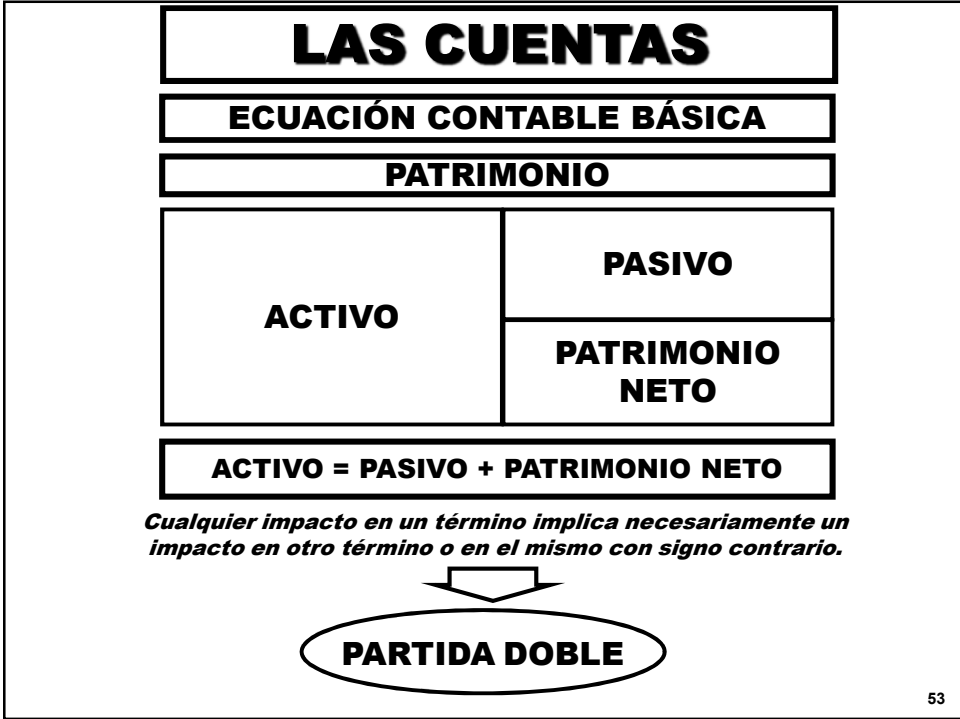 LAS CUENTAS
ECUACIÓN CONTABLE BÁSICA
PATRIMONIO
ACTIVO
PASIVO
PATRIMONIO
NETO
ACTIVO = PASIVO + PATRIMONIO NETO
Cualquier impacto en un término implica necesariamente un
impacto en otro término o en el mismo con signo contrario.
PARTIDA DOBLE
53